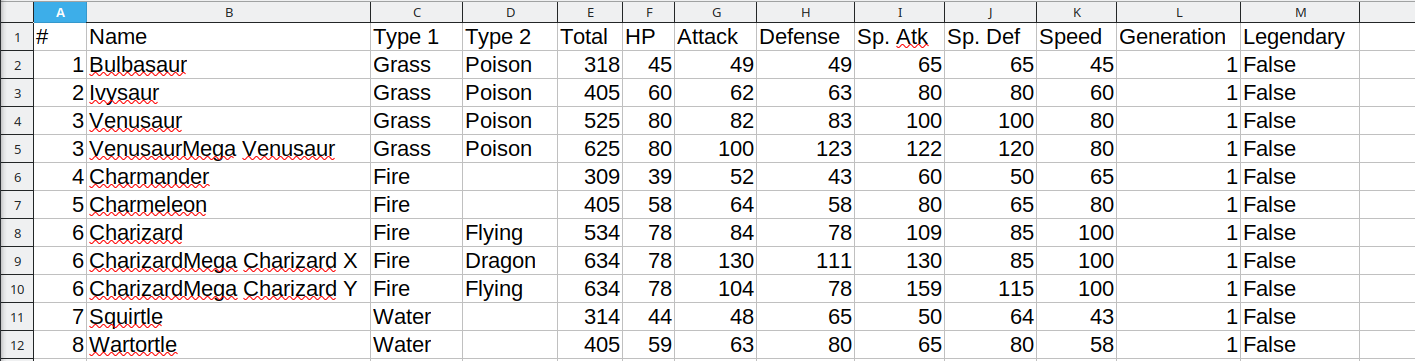 A B C D E F G H I J K L M
1 # Name Type 1 Type 2 Total HP Attack Defense Sp. Atk Sp. Def Speed Generation Legendary
2 1 Bulbasaur Grass Poison 318 45 49 49 65 65 45 1 False
3 2 Ivysaur Grass Poison 405 60 62 63 80 80 60 1 False
4 3 Venusaur Grass Poison 525 80 82 83 100 100 80 1 False
5 3 VenusaurMega Venusaur Grass Poison 625 80 100 123 122 120 80 1 False
6 4 Charmander Fire 309 39 52 43 60 50 65 1 False
7 5 Charmeleon Fire 405 58 64 58 80 65 80 1 False
8 6 Charizard Fire Flying 534 78 84 78 109 85 100 1 False
9 6 CharizardMega Charizard X Fire Dragon 634 78 130 111 130 85 100 1 False
10 6 CharizardMega Charizard Y Fire Flying 634 78 104 78 159 115 100 1 False
11 7 Squirtle Water 314 44 48 65 50 64 43 1 False
12 8 Wartortle Water 405 59 63 80 65 80 58 1 False